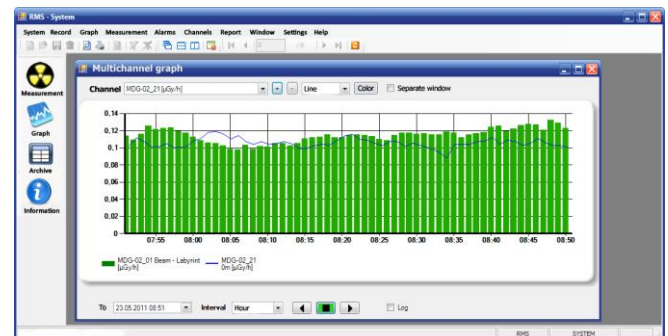 RMS - System
System Record Graph Measurement Alarms Channels Report Window Settings Help
0 /0
Measurement
Graph
Archive
Information
Multichannel graph
Channel MDG-02_21 [µGy/h] + - Line Color Separate window
0,14
0,12
0,1
0,08
0,06
0,04
0,02
0
07:55 08:00 08:05 08:10 08:15 08:20 08:25 08:30 08:35 08:40 08:45 08:50
MDG-02_01 Beam - Labyrint MDG-02_21
[µGy/h] 0m [µGy/h]
To 23.05.2011 08:51 Interval Hour Log
RMS SYSTEM